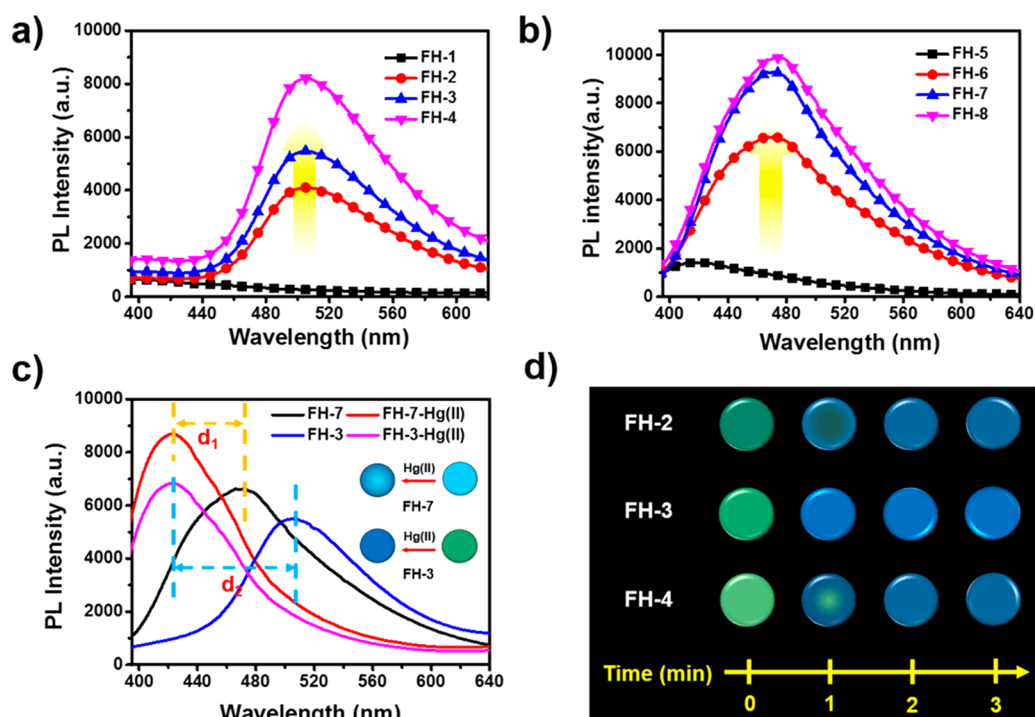 a)
PL Intensity (a.u.)
10000
8000
6000
4000
2000
0
FH-1
FH-2
FH-3
FH-4
400 440 480 520 560 600
Wavelength (nm)
b)
PL intensity(a.u.)
10000
8000
6000
4000
2000
0
FH-5
FH-6
FH-7
FH-8
400 440 480 520 560 600 640
Wavelength (nm)
c)
PL Intensity (a.u.)
10000
8000
6000
4000
2000
0
FH-7 FH-7-Hg(II)
FH-3 FH-3-Hg(II)
d1
d2
Hg(II)
FH-7
Hg(II)
FH-3
400 440 480 520 560 600 640
Wavelength (nm)
d)
FH-2
FH-3
FH-4
Time (min)
0 1 2 3